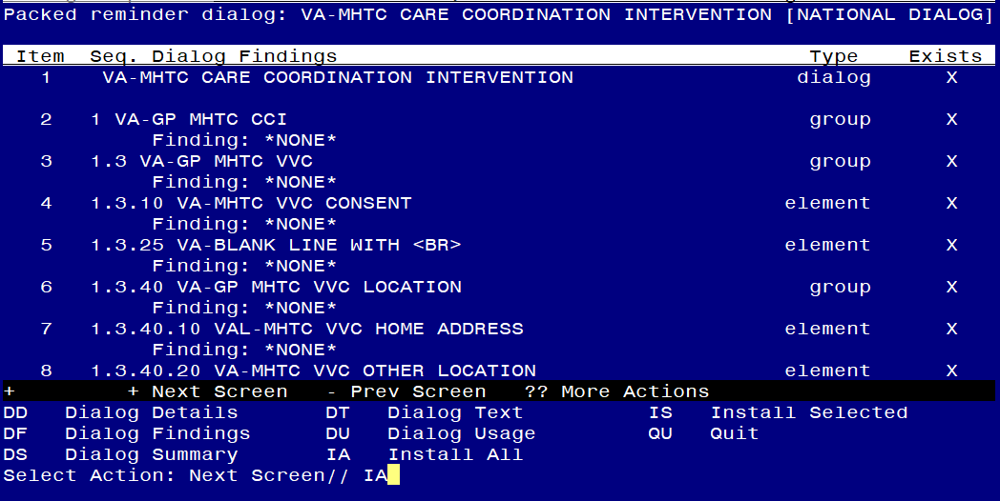 Packed reminder dialog: VA-MHTC CARE COORDINATION INTERVENTION [NATIONAL DIALOG]
Item Seq. Dialog Findings Type Exists
1 VA-MHTC CARE COORDINATION INTERVENTION dialog X
2 1 VA-GP MHTC CCI group X
Finding: *NONE*
3 1.3 VA-GP MHTC VVC group X
Finding: *NONE*
4 1.3.10 VA-MHTC VVC CONSENT element X
Finding: *NONE*
5 1.3.25 VA-BLANK LINE WITH <BR> element X
Finding: *NONE*
6 1.3.40 VA-GP MHTC VVC LOCATION group X
Finding: *NONE*
7 1.3.40.10 VAL-MHTC VVC HOME ADDRESS element X
Finding: *NONE*
8 1.3.40.20 VA-MHTC VVC OTHER LOCATION element X
+ + Next Screen - Prev Screen ?? More Actions
DD Dialog Details DT Dialog Text IS Install Selected
DF Dialog Findings DU Dialog Usage QU Quit
DS Dialog Summary IA Install All
Select Action: Next Screen// IA